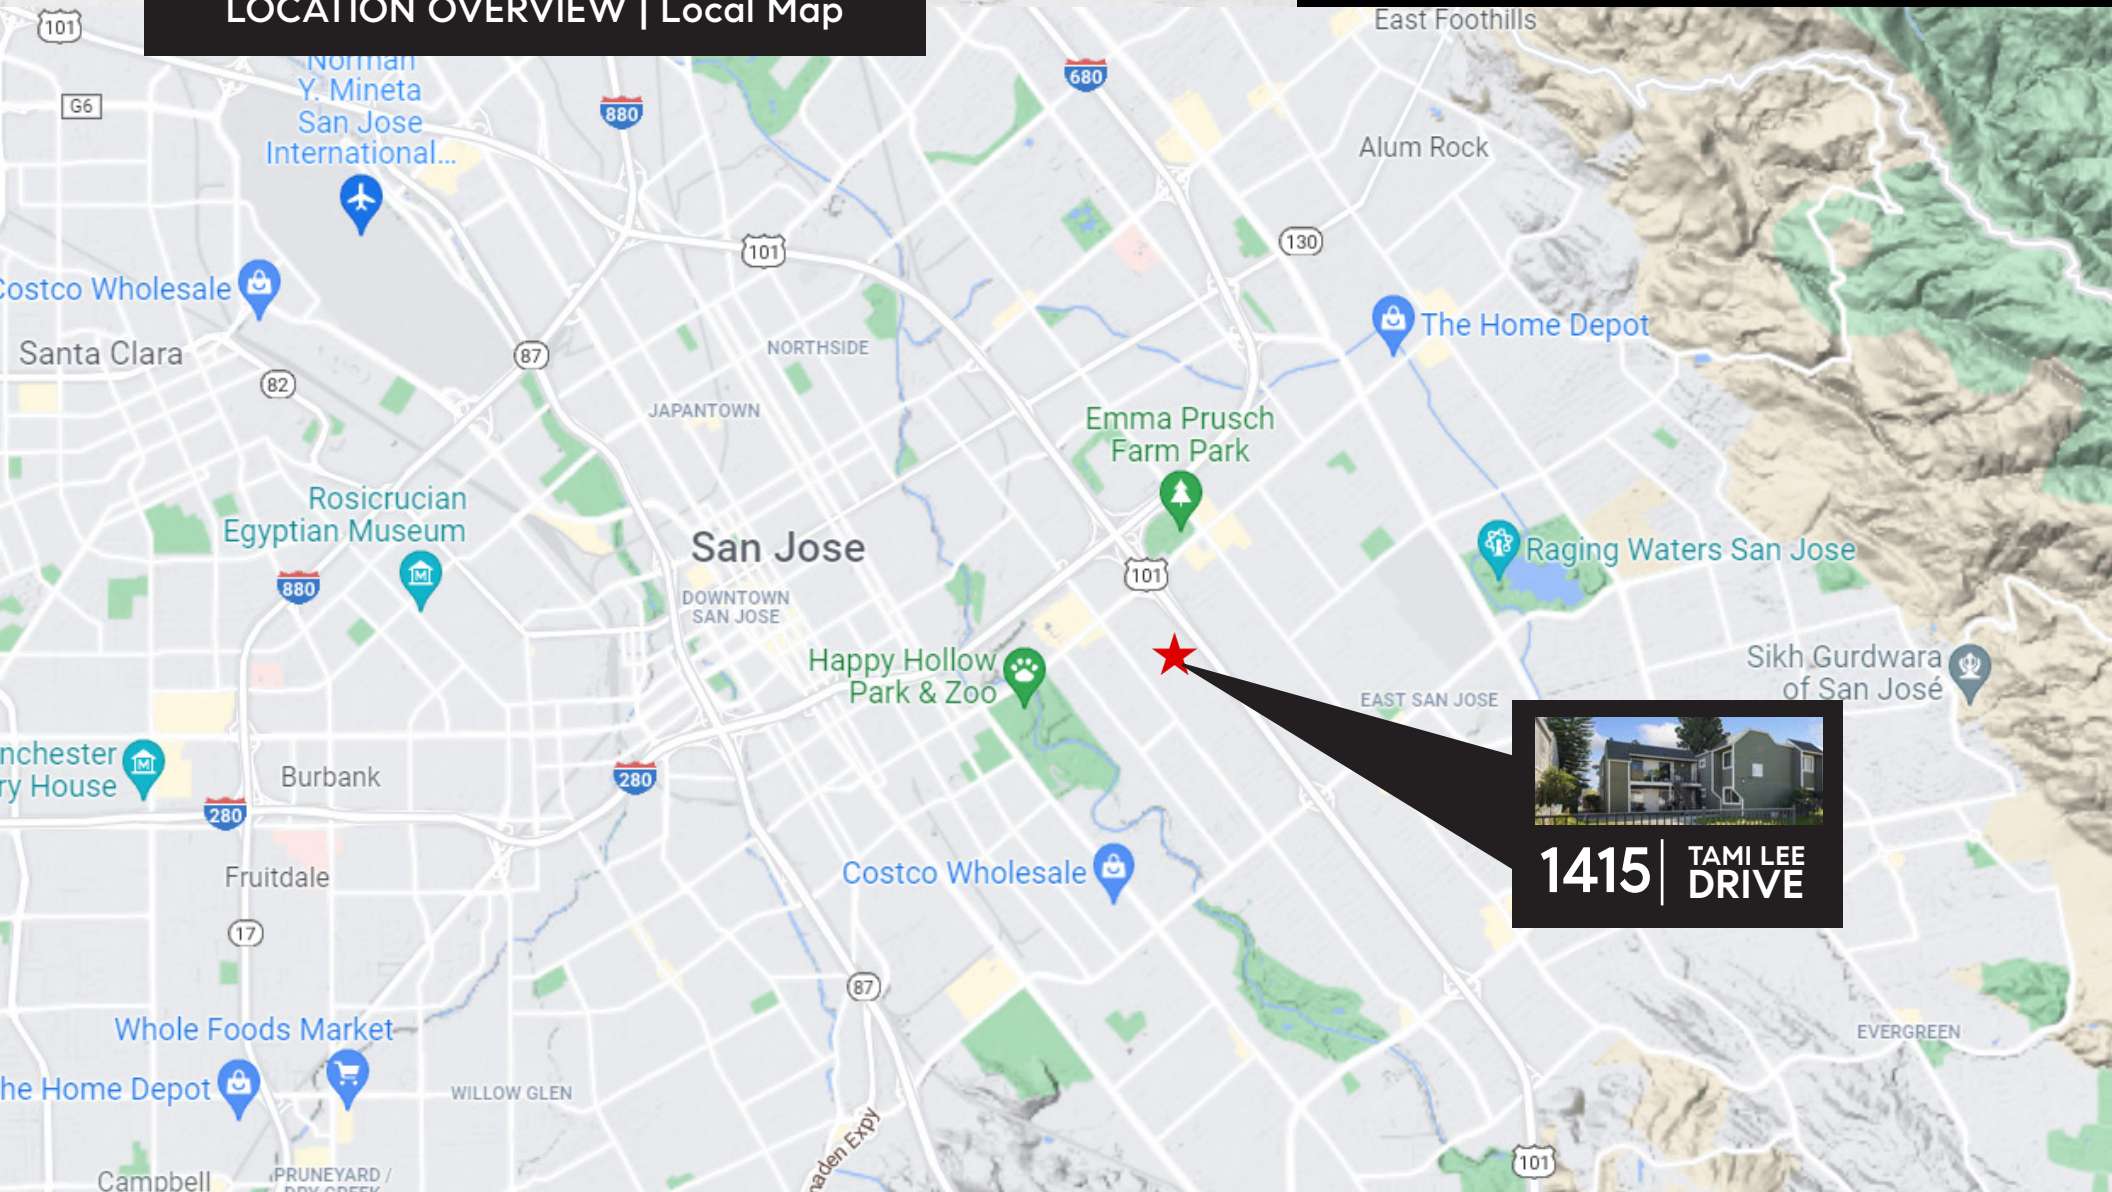 LOCATION OVERVIEW | Local Map
East Foothills
101
Norman
Y. Mineta
San Jose
International...
G6
880
680
Alum Rock
101
130
Costco Wholesale
The Home Depot
Santa Clara
87
NORTHSIDE
82
JAPANTOWN
Emma Prusch
Farm Park
Rosicrucian
Egyptian Museum
San Jose
Raging Waters San Jose
101
880
DOWNTOWN
SAN JOSE
Happy Hollow
Park & Zoo
Sikh Gurdwara
of San José
EAST SAN JOSE
nchester
ry House
Burbank
280
280
1415
TAMI LEE
DRIVE
Costco Wholesale
Fruitdale
17
87
Whole Foods Market
EVERGREEN
he Home Depot
WILLOW GLEN
maden Expy
101
Campbell
PRUNEYARD /
DRY CREEK